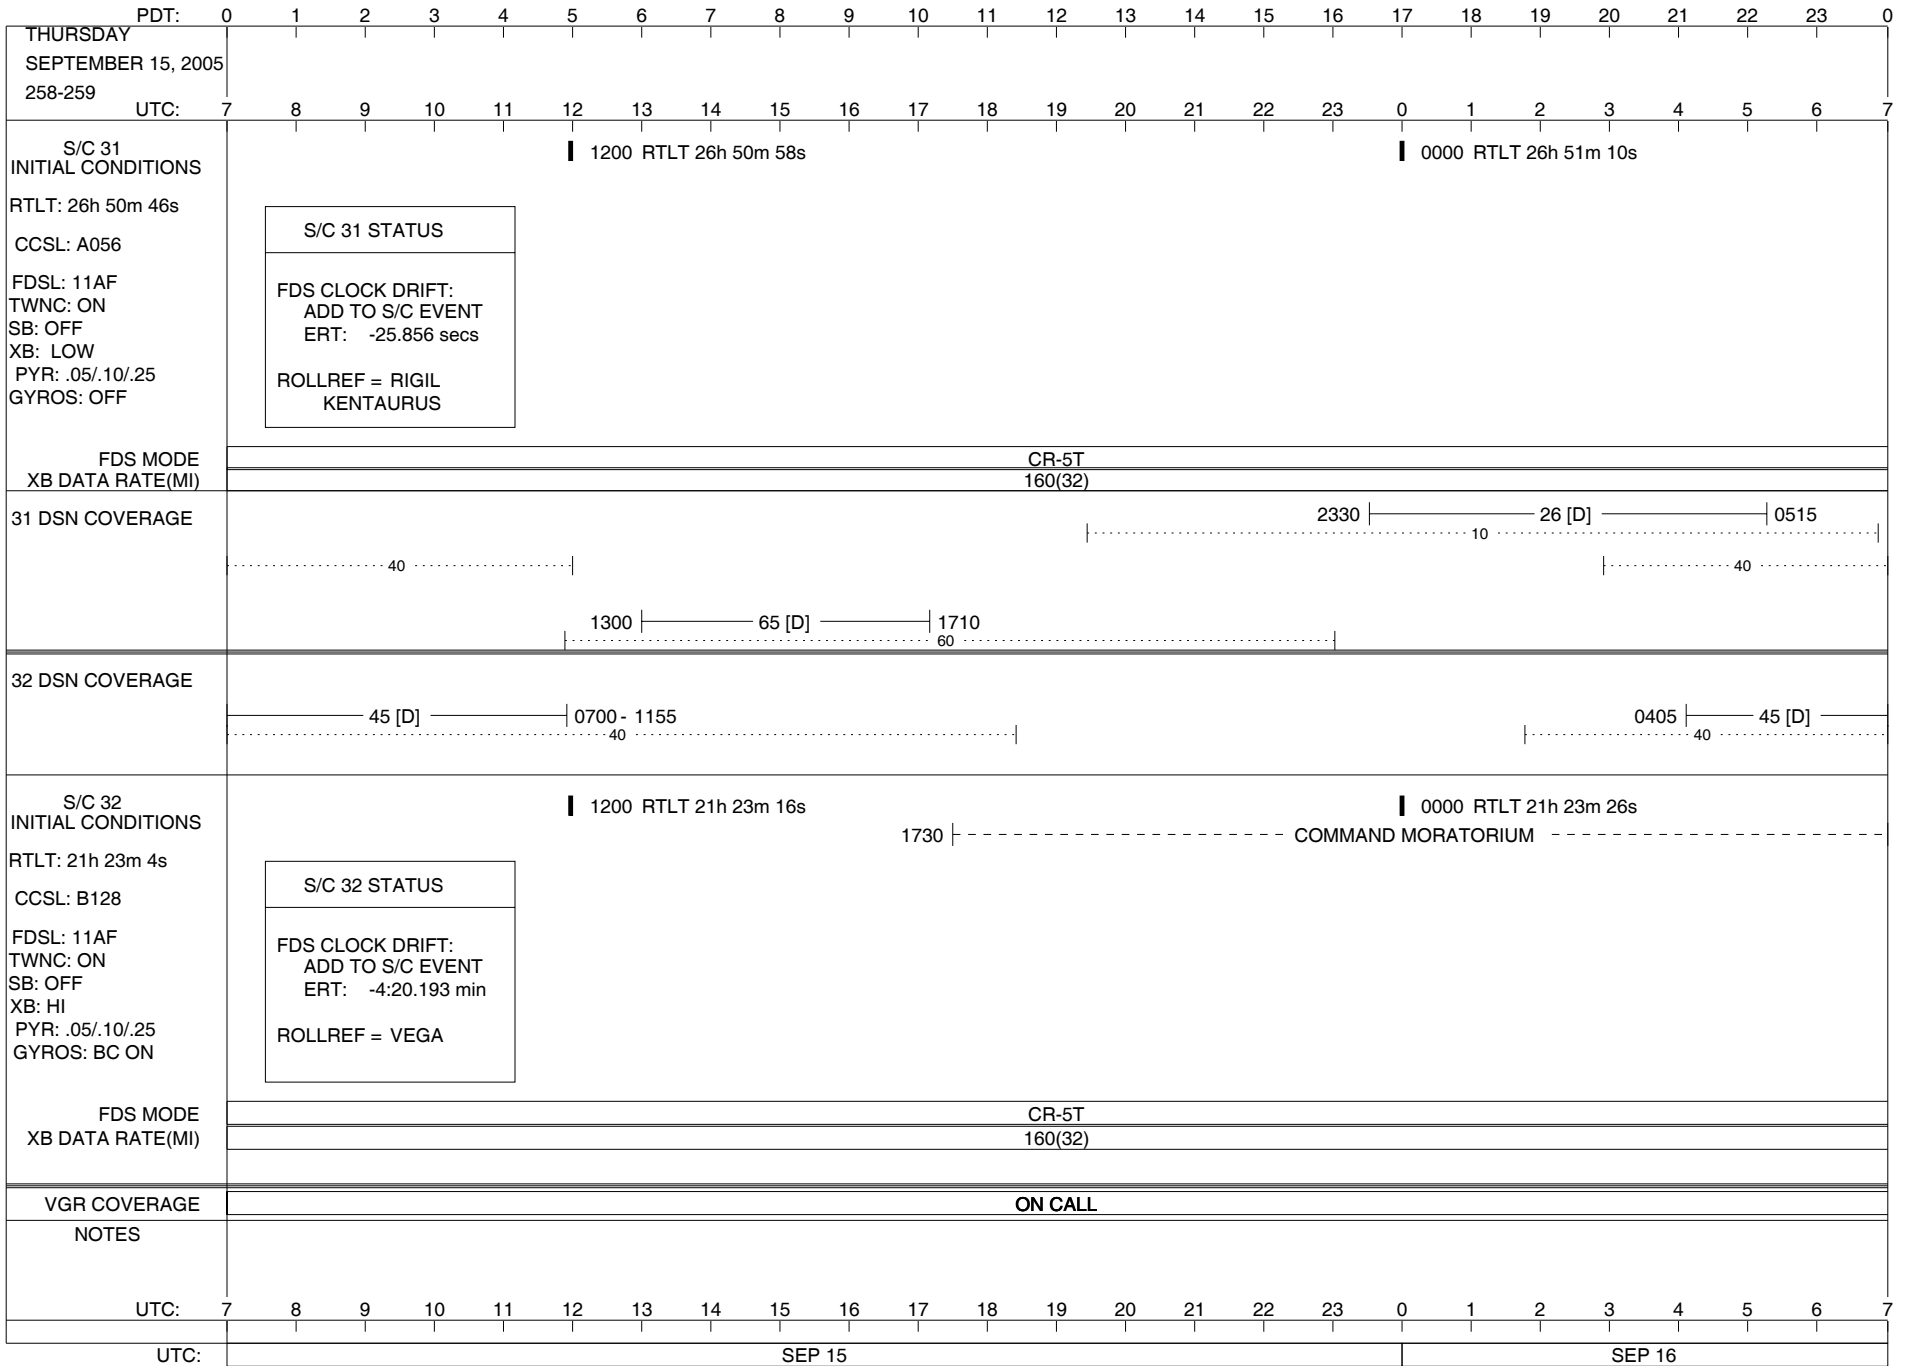 PDT: 0 1 2 3 4 5 6 7 8 9 10 11 12 13 14 15 16 17 18 19 20 21 22 23 0
THURSDAY
SEPTEMBER 15, 2005
258-259
UTC: 7 8 9 10 11 12 13 14 15 16 17 18 19 20 21 22 23 0 1 2 3 4 5 6 7
S/C 31
INITIAL CONDITIONS
1200 RTLT 26h 50m 58s
0000 RTLT 26h 51m 10s
RTLT: 26h 50m 46s
CCSL: A056
FDSL: 11AF
TWNC: ON
SB: OFF
XB: LOW
PYR: .05/.10/.25
GYROS: OFF
S/C 31 STATUS
FDS CLOCK DRIFT:
ADD TO S/C EVENT
ERT: -25.856 secs
ROLLREF = RIGIL
KENTAURUS
FDS MODE CR-5T
XB DATA RATE(MI) 160(32)
31 DSN COVERAGE
2330 26 [D] 0515
10
40
40
1300 65 [D] 1710
60
32 DSN COVERAGE
45 [D] 0700 - 1155
0405 45 [D]
40
40
S/C 32
INITIAL CONDITIONS
1200 RTLT 21h 23m 16s
0000 RTLT 21h 23m 26s
1730 COMMAND MORATORIUM
RTLT: 21h 23m 4s
CCSL: B128
FDSL: 11AF
TWNC: ON
SB: OFF
XB: HI
PYR: .05/.10/.25
GYROS: BC ON
S/C 32 STATUS
FDS CLOCK DRIFT:
ADD TO S/C EVENT
ERT: -4:20.193 min
ROLLREF = VEGA
FDS MODE CR-5T
XB DATA RATE(MI) 160(32)
VGR COVERAGE ON CALL
NOTES
UTC: 7 8 9 10 11 12 13 14 15 16 17 18 19 20 21 22 23 0 1 2 3 4 5 6 7
UTC: SEP 15 SEP 16